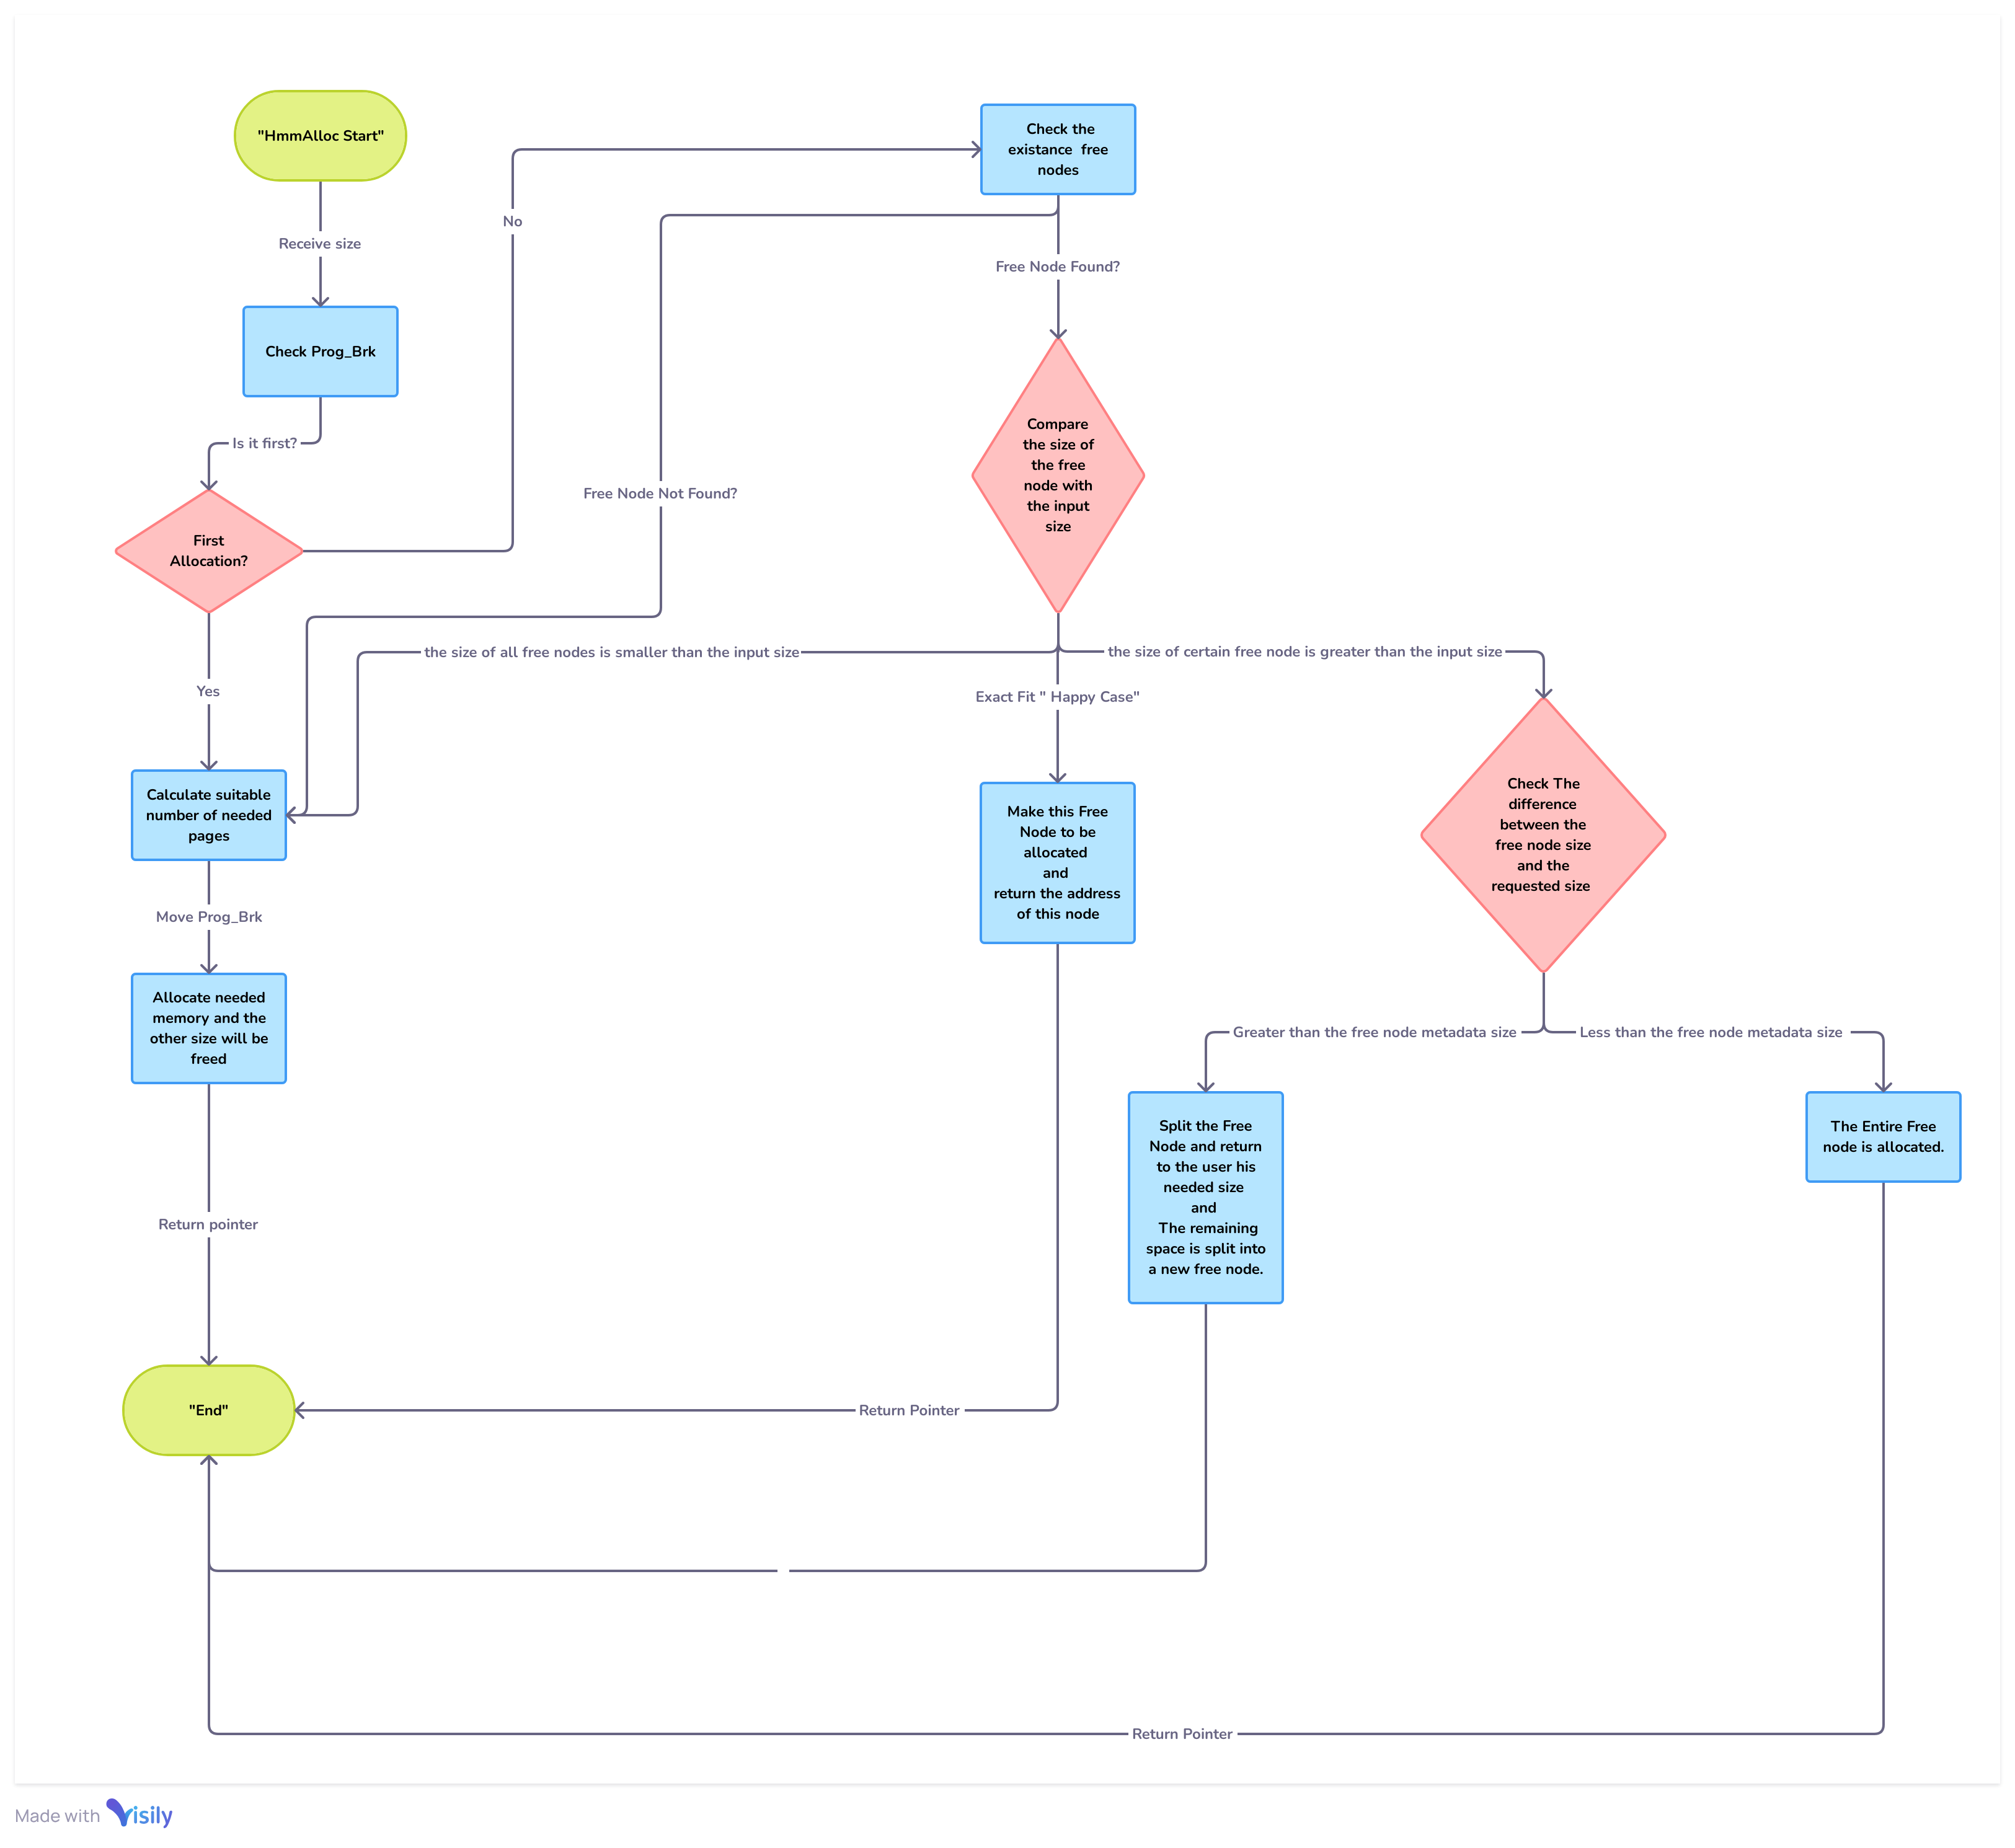 "HmmAlloc Start"
Receive size
Check Prog_Brk
Is it first?
First
Allocation?
No
Yes
Check the
existance  free
nodes
Free Node Found?
Free Node Not Found?
Compare
the size of
the free
node with
the input
size
the size of all free nodes is smaller than the input size
the size of certain free node is greater than the input size
Exact Fit " Happy Case"
Calculate suitable
number of needed
pages
Move Prog_Brk
Allocate needed
memory and the
other size will be
freed
Return pointer
Make this Free
Node to be
allocated
and
return the address
of this node
Return Pointer
Check The
difference
between the
free node size
and the
requested size
Greater than the free node metadata size
Less than the free node metadata size
Split the Free
Node and return
to the user his
needed size
and
The remaining
space is split into
a new free node.
The Entire Free
node is allocated.
"End"
Return Pointer
Made with Visily